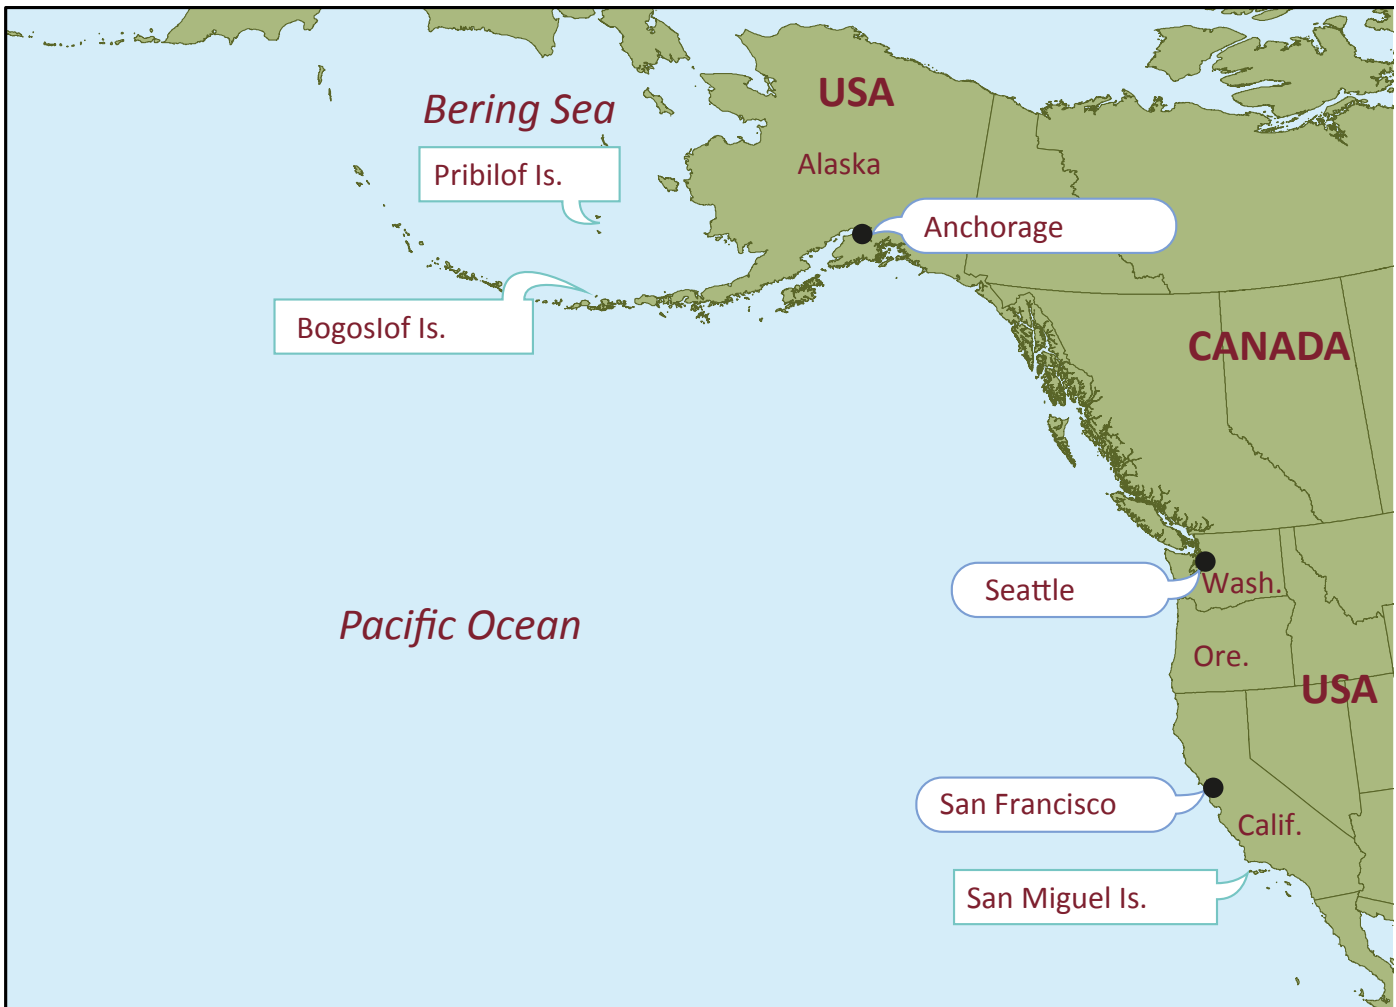 USA
Bering Sea
Pribilof Is.
Alaska
Anchorage
Bogoslof Is.
CANADA
Seattle
Wash.
Pacific Ocean
Ore.
USA
San Francisco
Calif.
San Miguel Is.